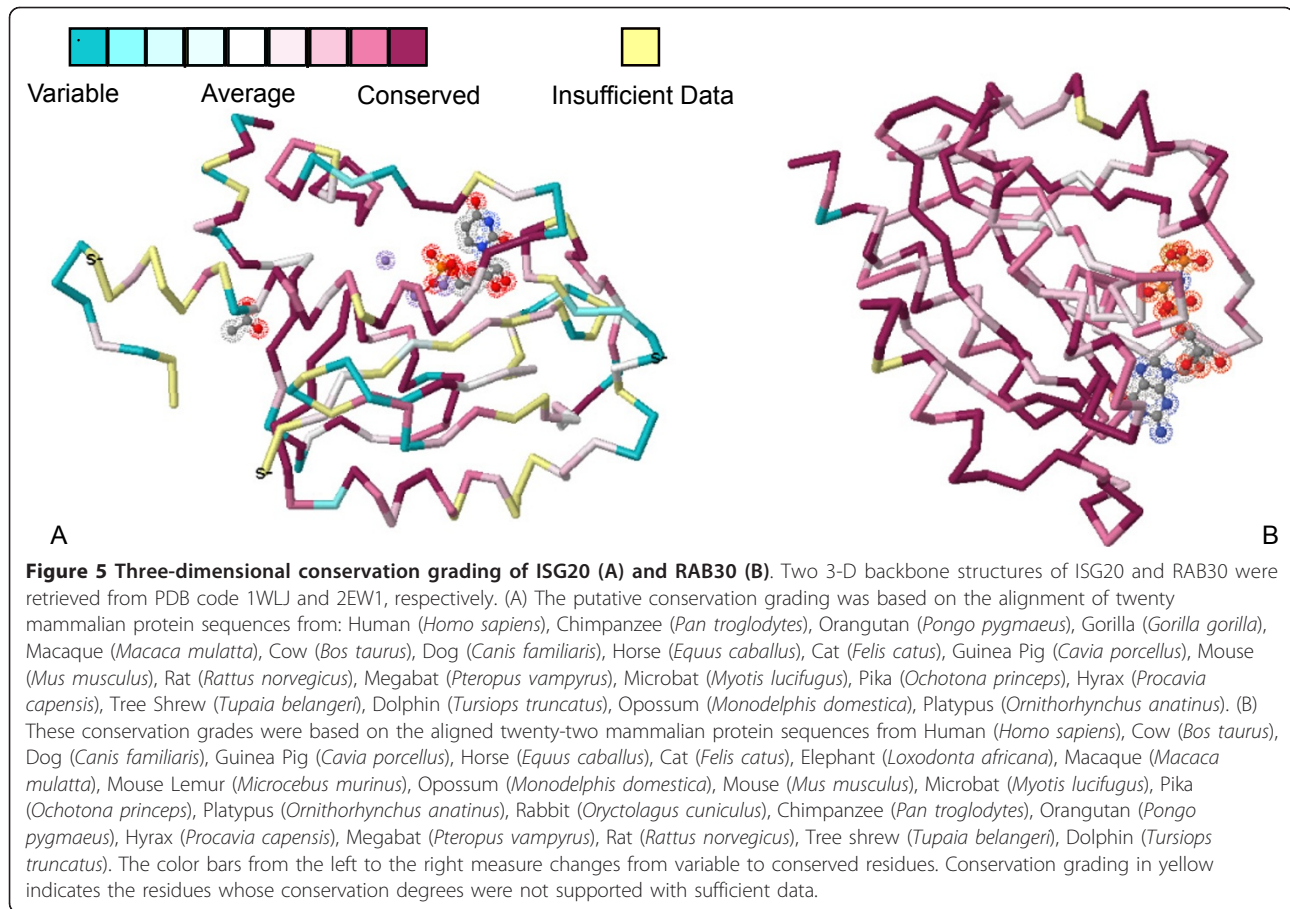 Variable Average Conserved Insufficient Data
S-
S-
S-
A
B
Figure 5 Three-dimensional conservation grading of ISG20 (A) and RAB30 (B). Two 3-D backbone structures of ISG20 and RAB30 were
retrieved from PDB code 1WLJ and 2EW1, respectively. (A) The putative conservation grading was based on the alignment of twenty
mammalian protein sequences from: Human (Homo sapiens), Chimpanzee (Pan troglodytes), Orangutan (Pongo pygmaeus), Gorilla (Gorilla gorilla),
Macaque (Macaca mulatta), Cow (Bos taurus), Dog (Canis familiaris), Horse (Equus caballus), Cat (Felis catus), Guinea Pig (Cavia porcellus), Mouse
(Mus musculus), Rat (Rattus norvegicus), Megabat (Pteropus vampyrus), Microbat (Myotis lucifugus), Pika (Ochotona princeps), Hyrax (Procavia
capensis), Tree Shrew (Tupaia belangeri), Dolphin (Tursiops truncatus), Opossum (Monodelphis domestica), Platypus (Ornithorhynchus anatinus). (B)
These conservation grades were based on the aligned twenty-two mammalian protein sequences from Human (Homo sapiens), Cow (Bos taurus),
Dog (Canis familiaris), Guinea Pig (Cavia porcellus), Horse (Equus caballus), Cat (Felis catus), Elephant (Loxodonta africana), Macaque (Macaca
mulatta), Mouse Lemur (Microcebus murinus), Opossum (Monodelphis domestica), Mouse (Mus musculus), Microbat (Myotis lucifugus), Pika
(Ochotona princeps), Platypus (Ornithorhynchus anatinus), Rabbit (Oryctolagus cuniculus), Chimpanzee (Pan troglodytes), Orangutan (Pongo
pygmaeus), Hyrax (Procavia capensis), Megabat (Pteropus vampyrus), Rat (Rattus norvegicus), Tree shrew (Tupaia belangeri), Dolphin (Tursiops
truncatus). The color bars from the left to the right measure changes from variable to conserved residues. Conservation grading in yellow
indicates the residues whose conservation degrees were not supported with sufficient data.